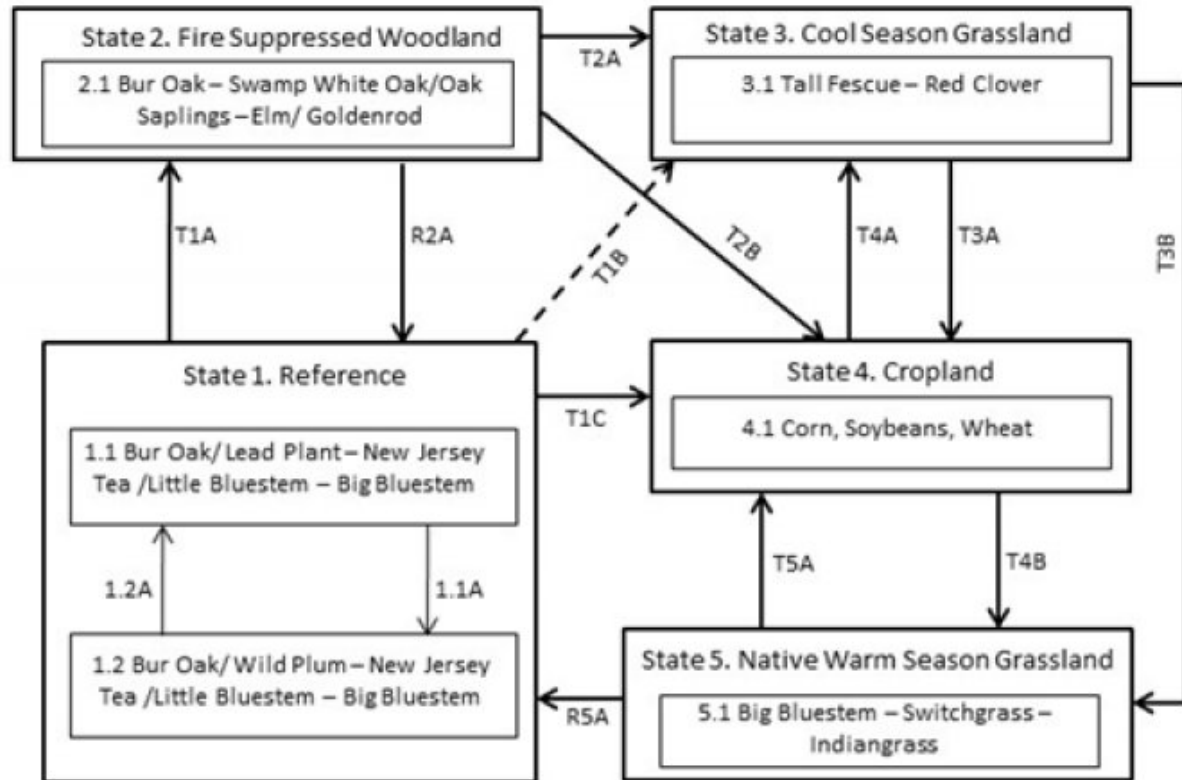 State 2. Fire Suppressed Woodland
2.1 Bur Oak – Swamp White Oak/Oak
Saplings – Elm/ Goldenrod
T2A
State 3. Cool Season Grassland
3.1 Tall Fescue – Red Clover
T1A
R2A
T1B
T2B
T4A
T3A
T3B
State 1. Reference
1.1 Bur Oak/ Lead Plant – New Jersey
Tea /Little Bluestem – Big Bluestem
1.2A
1.1A
1.2 Bur Oak/ Wild Plum – New Jersey
Tea /Little Bluestem – Big Bluestem
T1C
State 4. Cropland
4.1 Corn, Soybeans, Wheat
T5A
T4B
R5A
State 5. Native Warm Season Grassland
5.1 Big Bluestem – Switchgrass –
Indiangrass